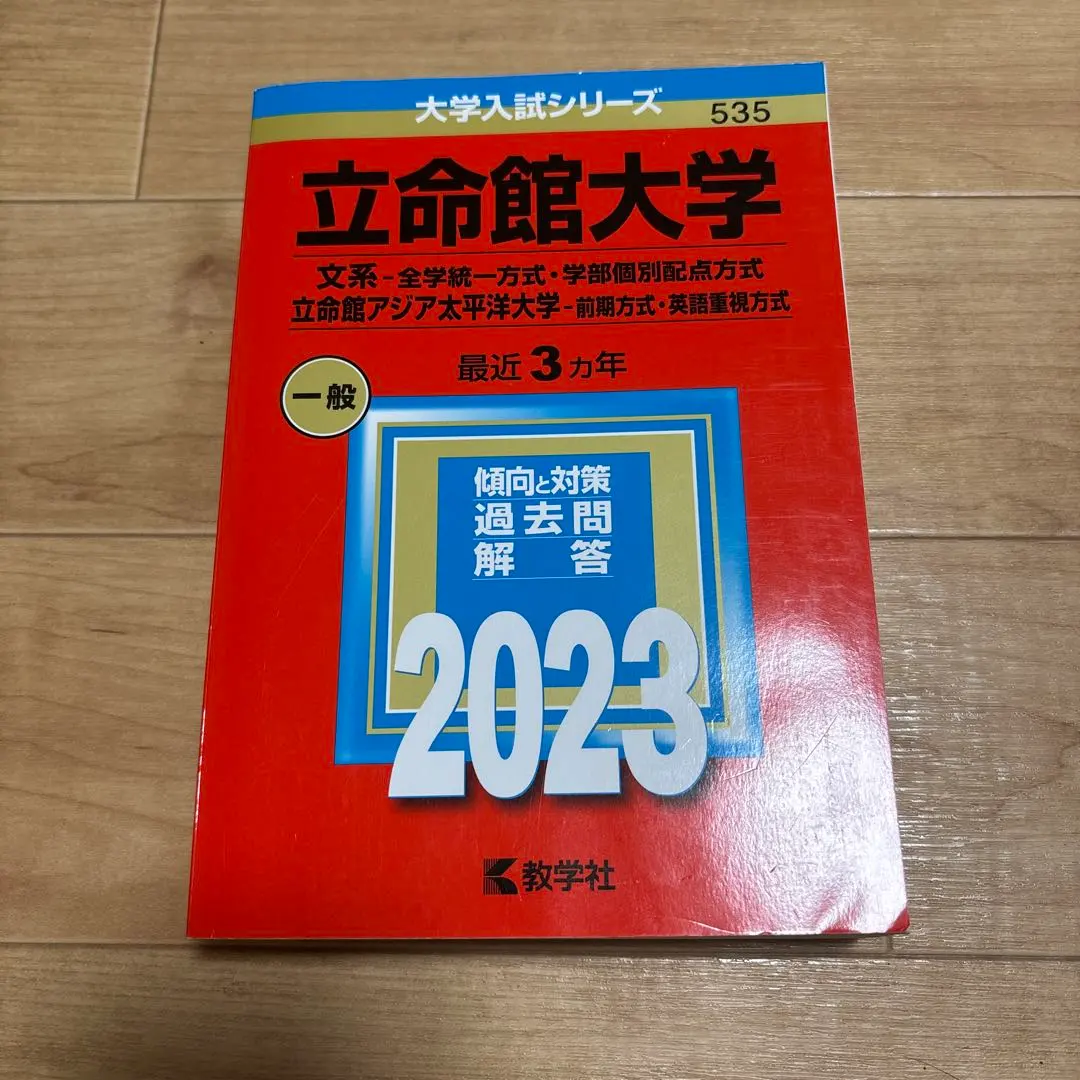 大学入試シリーズ 535
立命館大学
文系-全学統一方式・学部個別配点方式
立命館アジア太平洋大学-前期方式・英語重視方式
最近3カ年
一般
傾向と対策
過去問
解答
2023
教学社